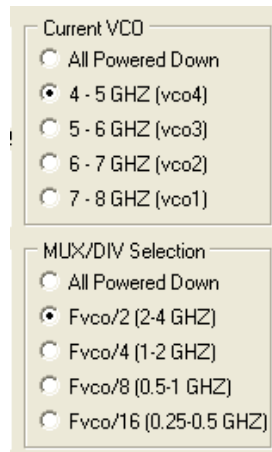 Current VCO
All Powered Down
4 - 5 GHZ (vco4)
5 - 6 GHZ (vco3)
6 - 7 GHZ (vco2)
7 - 8 GHZ (vco1)
MUX/DIV Selection
All Powered Down
Fvco/2 (2-4 GHZ)
Fvco/4 (1-2 GHZ)
Fvco/8 (0.5-1 GHZ)
Fvco/16 (0.25-0.5 GHZ)